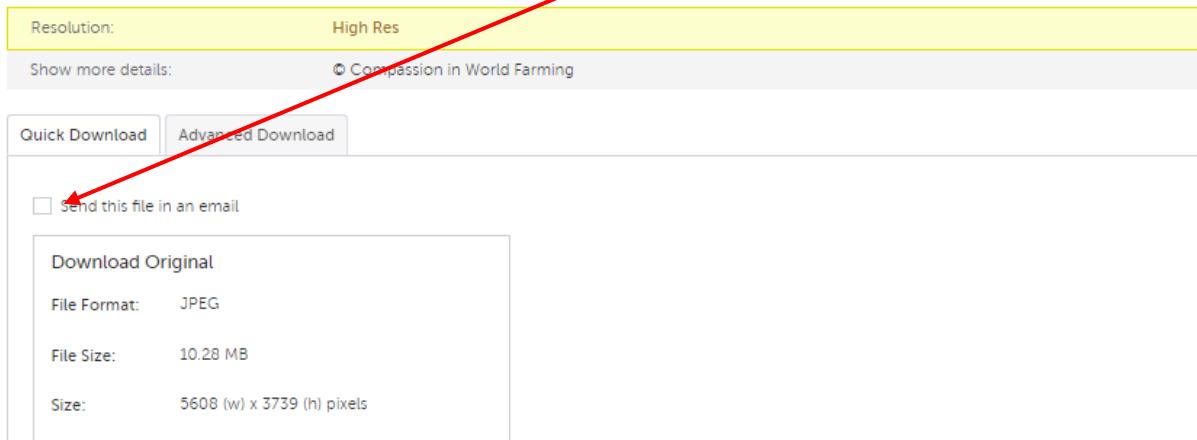 Resolution: High Res
Show more details: © Compassion in World Farming
Quick Download Advanced Download
Send this file in an email
Download Original
File Format: JPEG
File Size: 10.28 MB
Size: 5608 (w) x 3739 (h) pixels